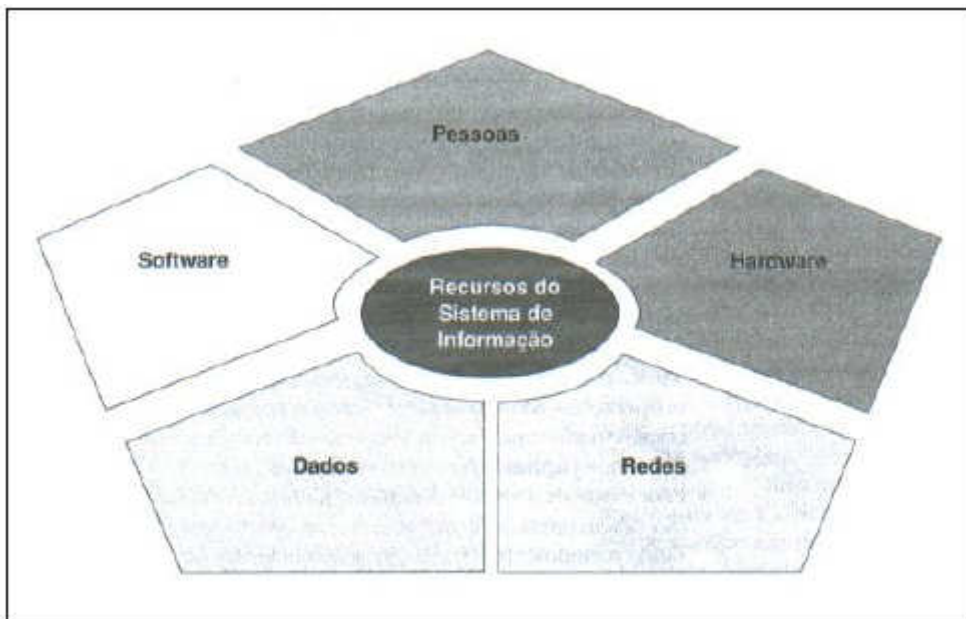 Pessoas
Software
Hardware
Recursos do
Sistema de
Informação
Dados
Redes